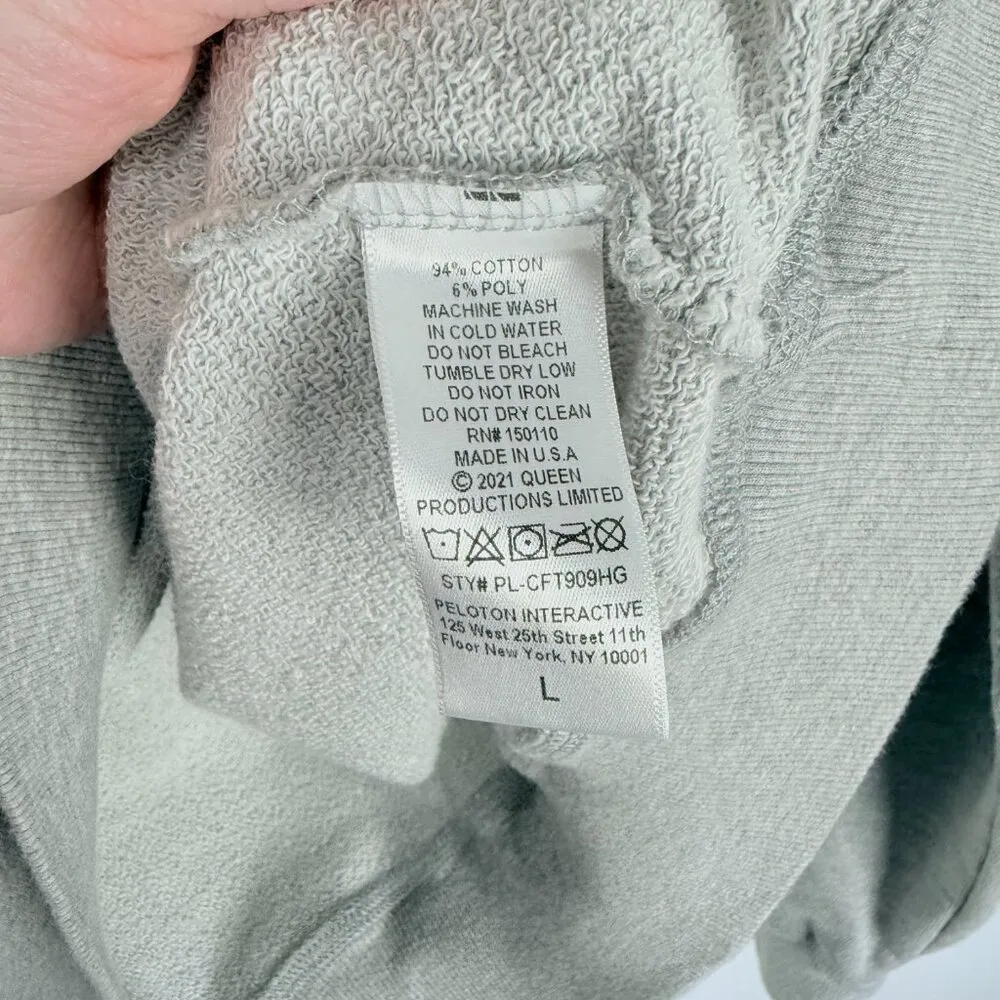 94% COTTON
6% POLY
MACHINE WASH
IN COLD WATER
DO NOT BLEACH
TUMBLE DRY LOW
DO NOT IRON
DO NOT DRY CLEAN
RN# 150110
MADE IN U.S.A
© 2021 QUEEN
PRODUCTIONS LIMITED
STY# PL-CFT909HG
PELOTON INTERACTIVE
125 West 25th Street 11th
Floor New York, NY 10001
L